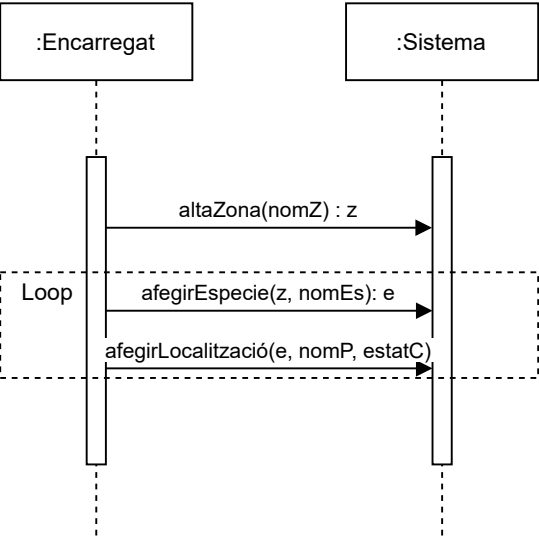 :Encarregat
:Sistema
altaZona(nomZ) : z
Loop
afegirEspecie(z, nomEs): e
afegirLocalització(e, nomP, estatC)